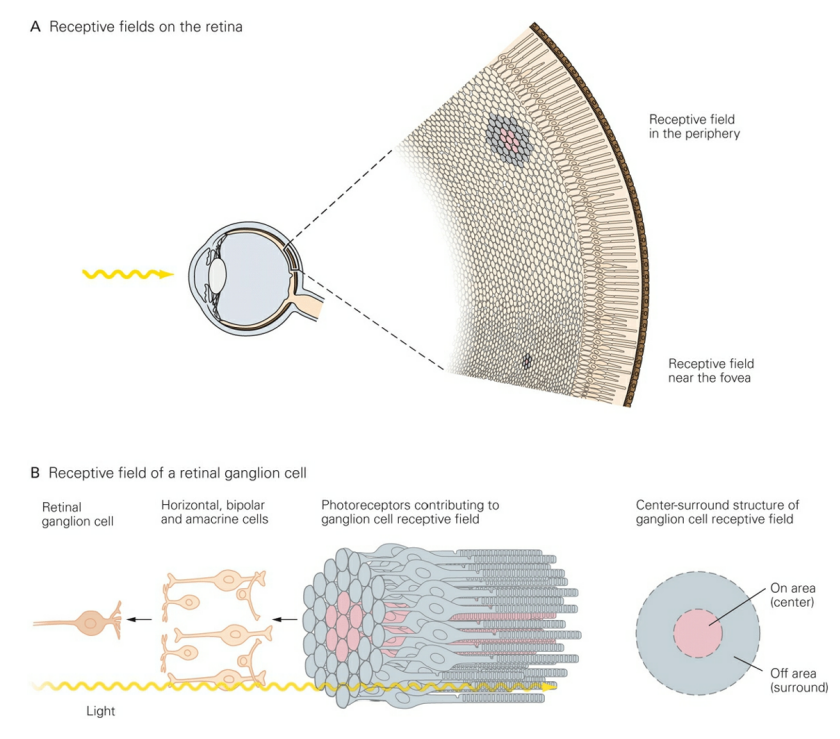 A Receptive fields on the retina
Receptive field
in the periphery
Receptive field
near the fovea
B Receptive field of a retinal ganglion cell
Retinal
ganglion cell
Horizontal, bipolar
and amacrine cells
Photoreceptors contributing to
ganglion cell receptive field
Center-surround structure of
ganglion cell receptive field
On area
(center)
Off area
(surround)
Light